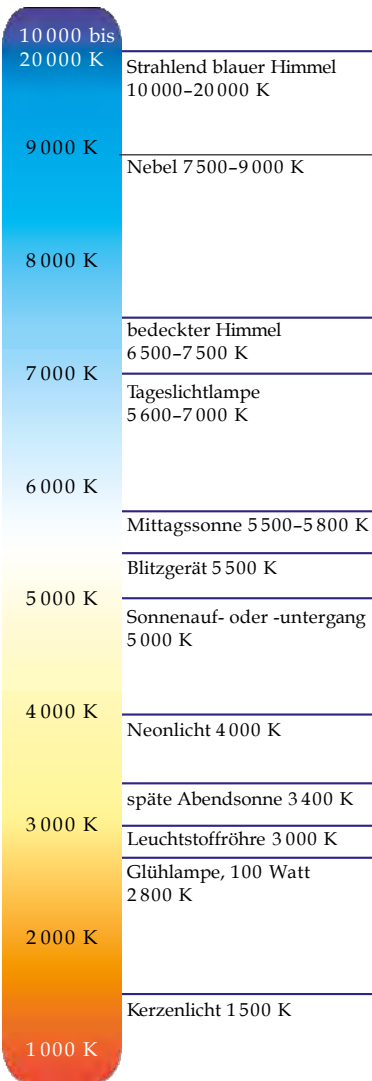 10 000 bis
20 000 K
Strahlend blauer Himmel
10 000–20 000 K
9 000 K
Nebel 7 500–9 000 K
8 000 K
bedeckter Himmel
6 500–7 500 K
7 000 K
Tageslichtlampe
5 600–7 000 K
6 000 K
Mittagssonne 5 500–5 800 K
Blitzgerät 5 500 K
5 000 K
Sonnenauf- oder -untergang
5 000 K
4 000 K
Neonlicht 4 000 K
späte Abendsonne 3 400 K
3 000 K
Leuchtstoffröhre 3 000 K
Glühlampe, 100 Watt
2 800 K
2 000 K
Kerzenlicht 1 500 K
1 000 K